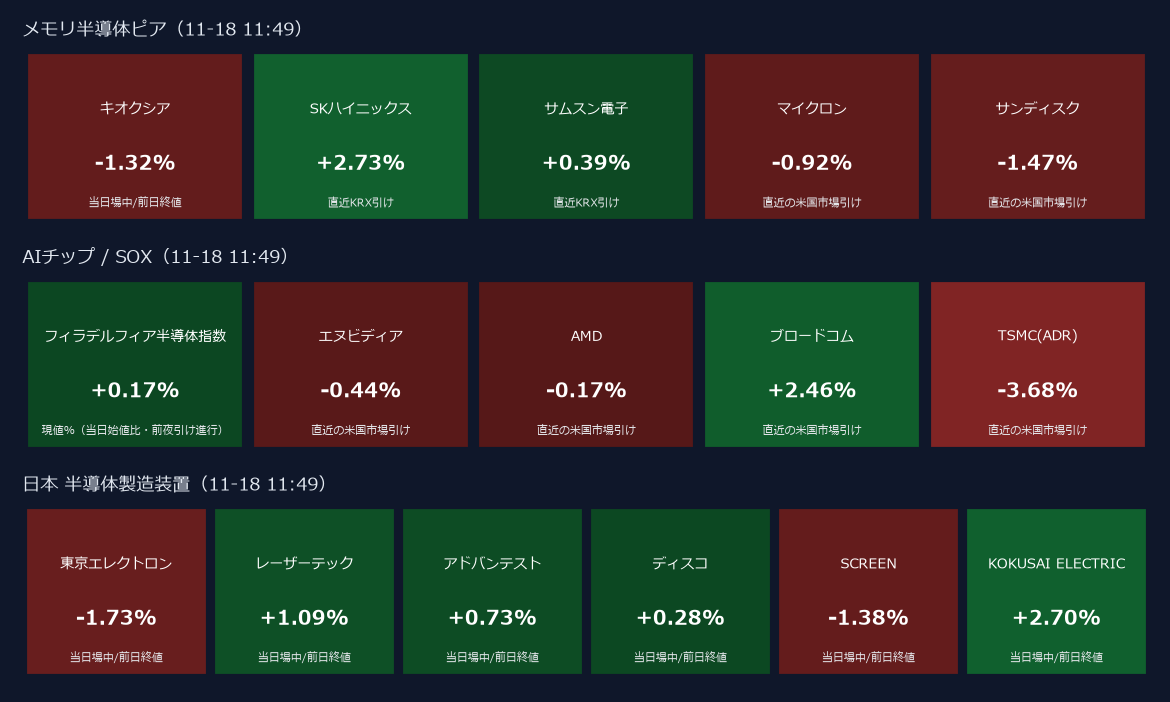 メモリ半導体ピア（11-18 11:49）
キオクシア
-1.32%
当日場中/前日終値
SKハイニックス
+2.73%
直近KRX引け
サムスン電子
+0.39%
直近KRX引け
マイクロン
-0.92%
直近の米国市場引け
サンディスク
-1.47%
直近の米国市場引け
AIチップ / SOX（11-18 11:49）
フィラデルフィア半導体指数
+0.17%
現値%（当日始値比・前夜引け進行）
エヌビディア
-0.44%
直近の米国市場引け
AMD
-0.17%
直近の米国市場引け
ブロードコム
+2.46%
直近の米国市場引け
TSMC(ADR)
-3.68%
直近の米国市場引け
日本 半導体製造装置（11-18 11:49）
東京エレクトロン
-1.73%
当日場中/前日終値
レーザーテック
+1.09%
当日場中/前日終値
アドバンテスト
+0.73%
当日場中/前日終値
ディスコ
+0.28%
当日場中/前日終値
SCREEN
-1.38%
当日場中/前日終値
KOKUSAI ELECTRIC
+2.70%
当日場中/前日終値